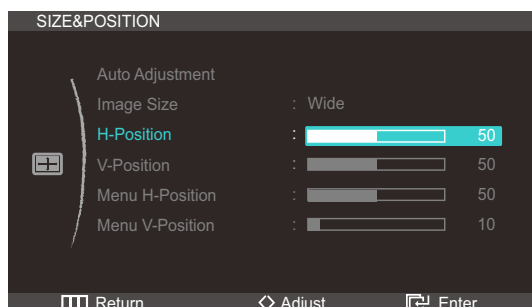 SIZE&POSITION
Auto Adjustment
Image Size : Wide
H-Position : 50
V-Position : 50
Menu H-Position : 50
Menu V-Position : 10
Return Adjust Enter